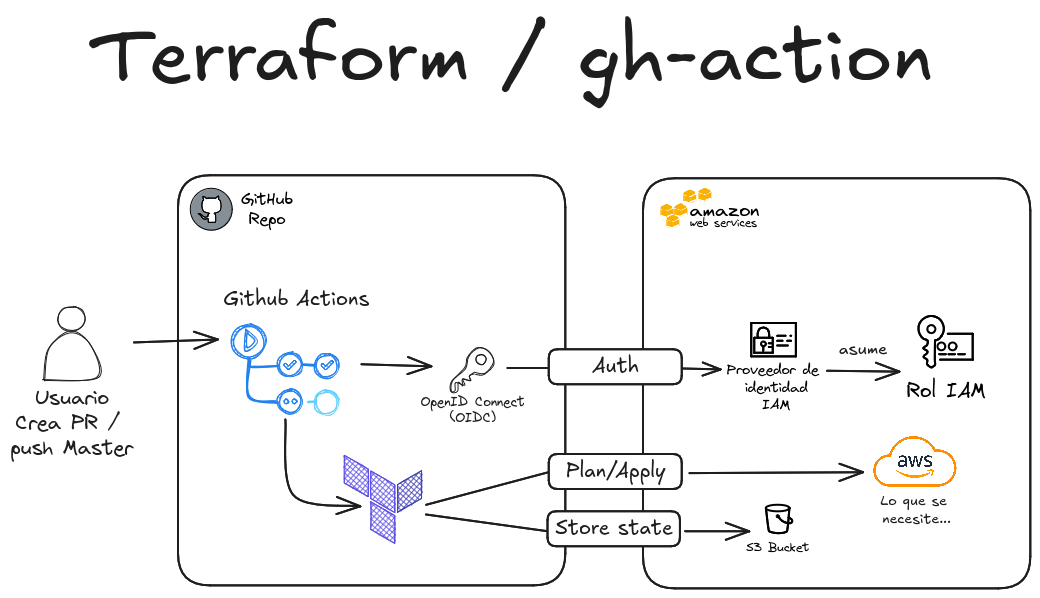 Terraform / gh-action
GitHub
Repo
amazon
web services
Github Actions
Usuario
Crea PR /
push Master
OpenID Connect
(OIDC)
Auth
Proveedor de
identidad
IAM
asume
Rol IAM
Plan/Apply
aws
Lo que se
necesite...
Store state
S3 Bucket